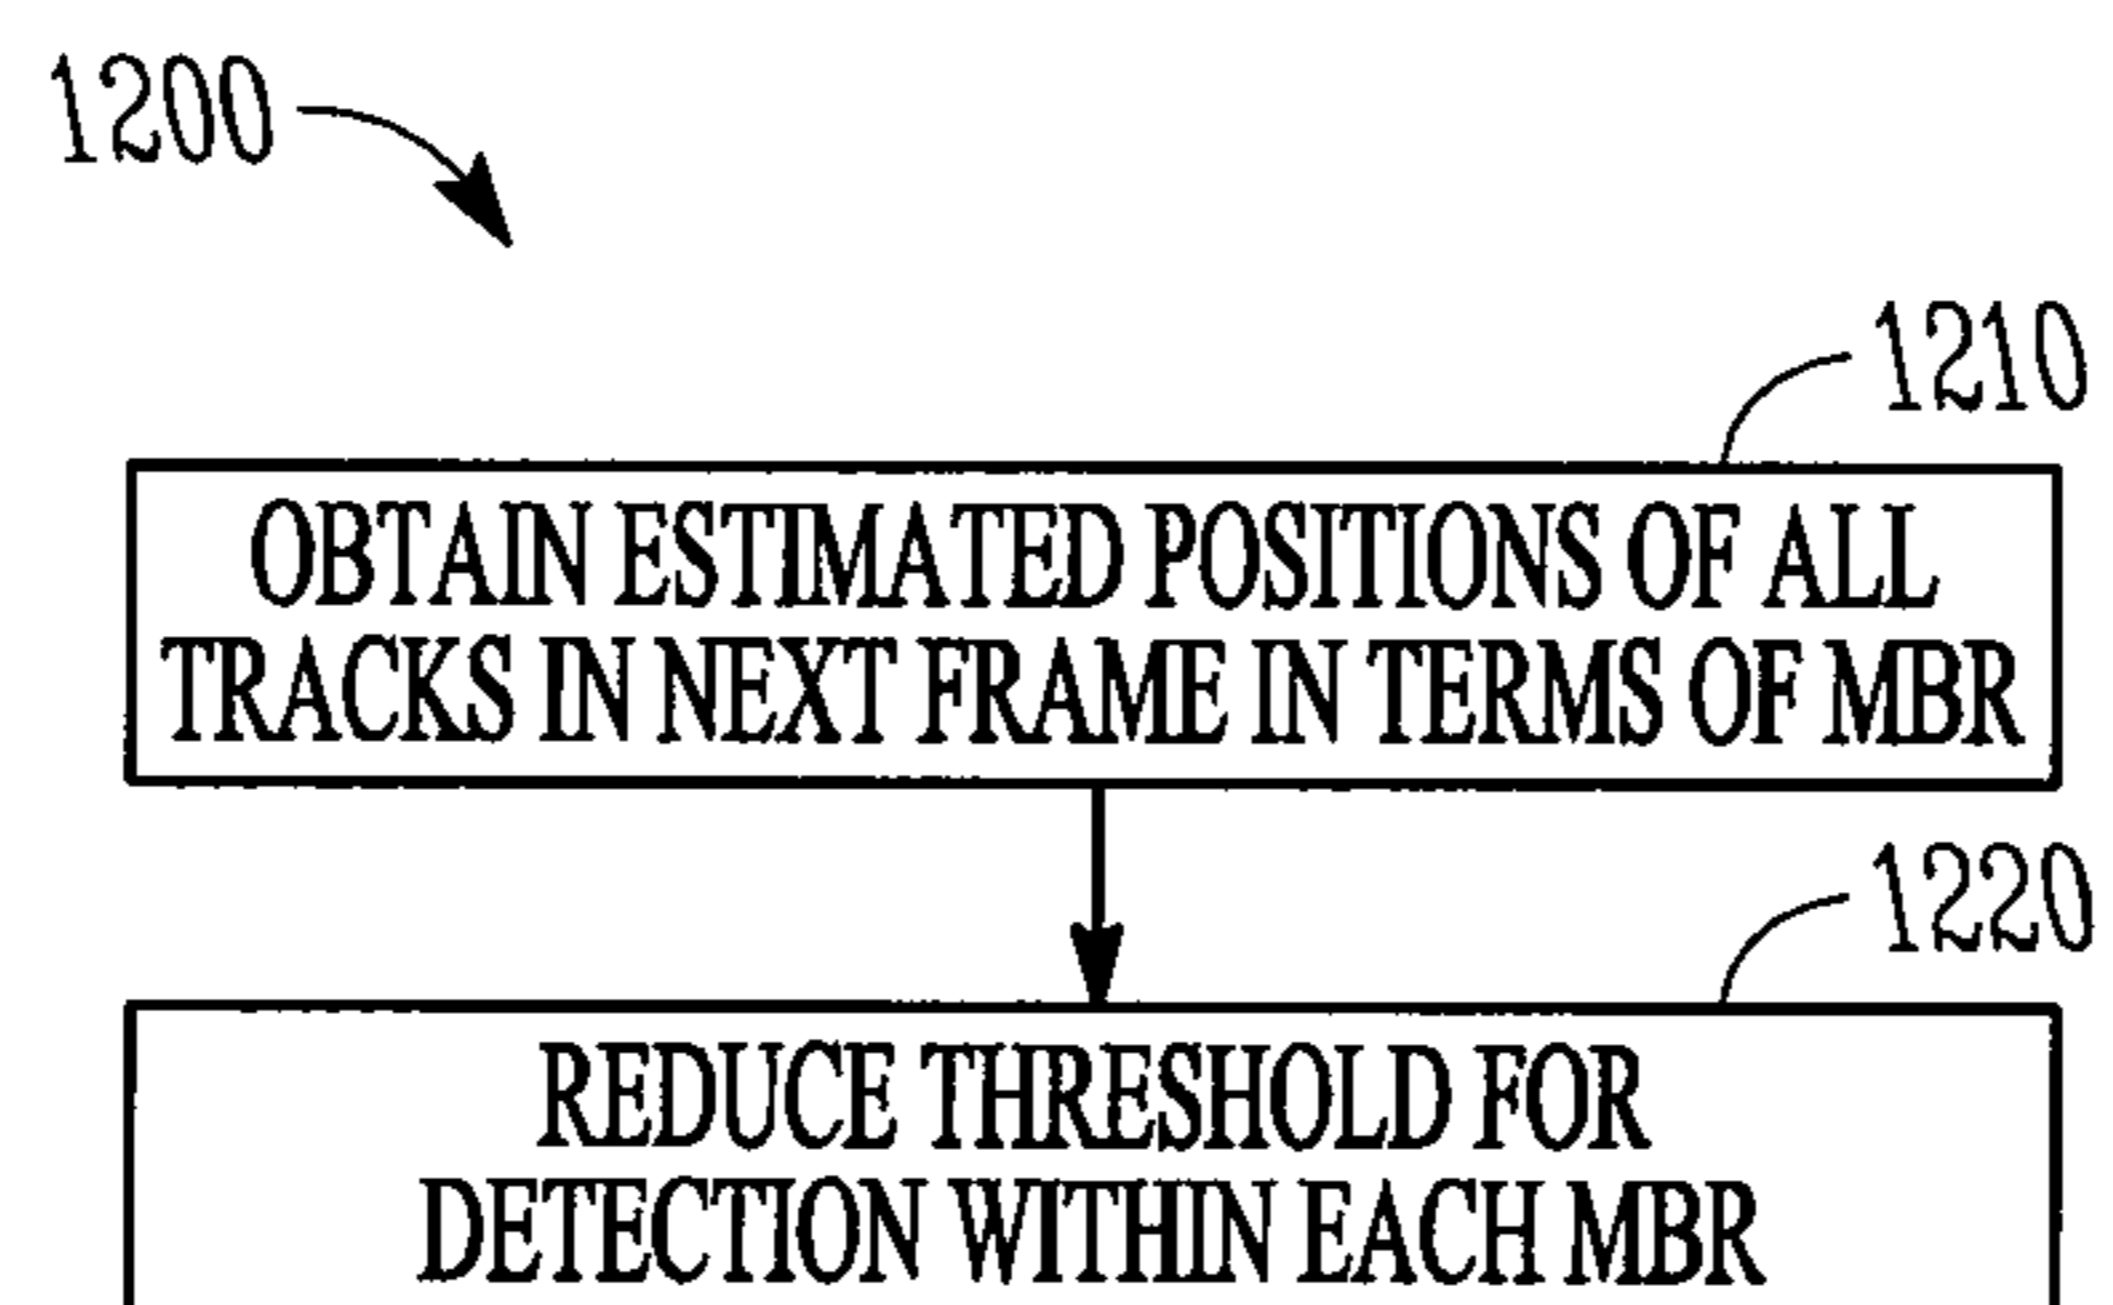 1200
1210
OBTAIN ESTIMATED POSITIONS OF ALL
TRACKS IN NEXT FRAME IN TERMS OF MBR
1220
REDUCE THRESHOLD FOR
DETECTION WITHIN EACH MBR